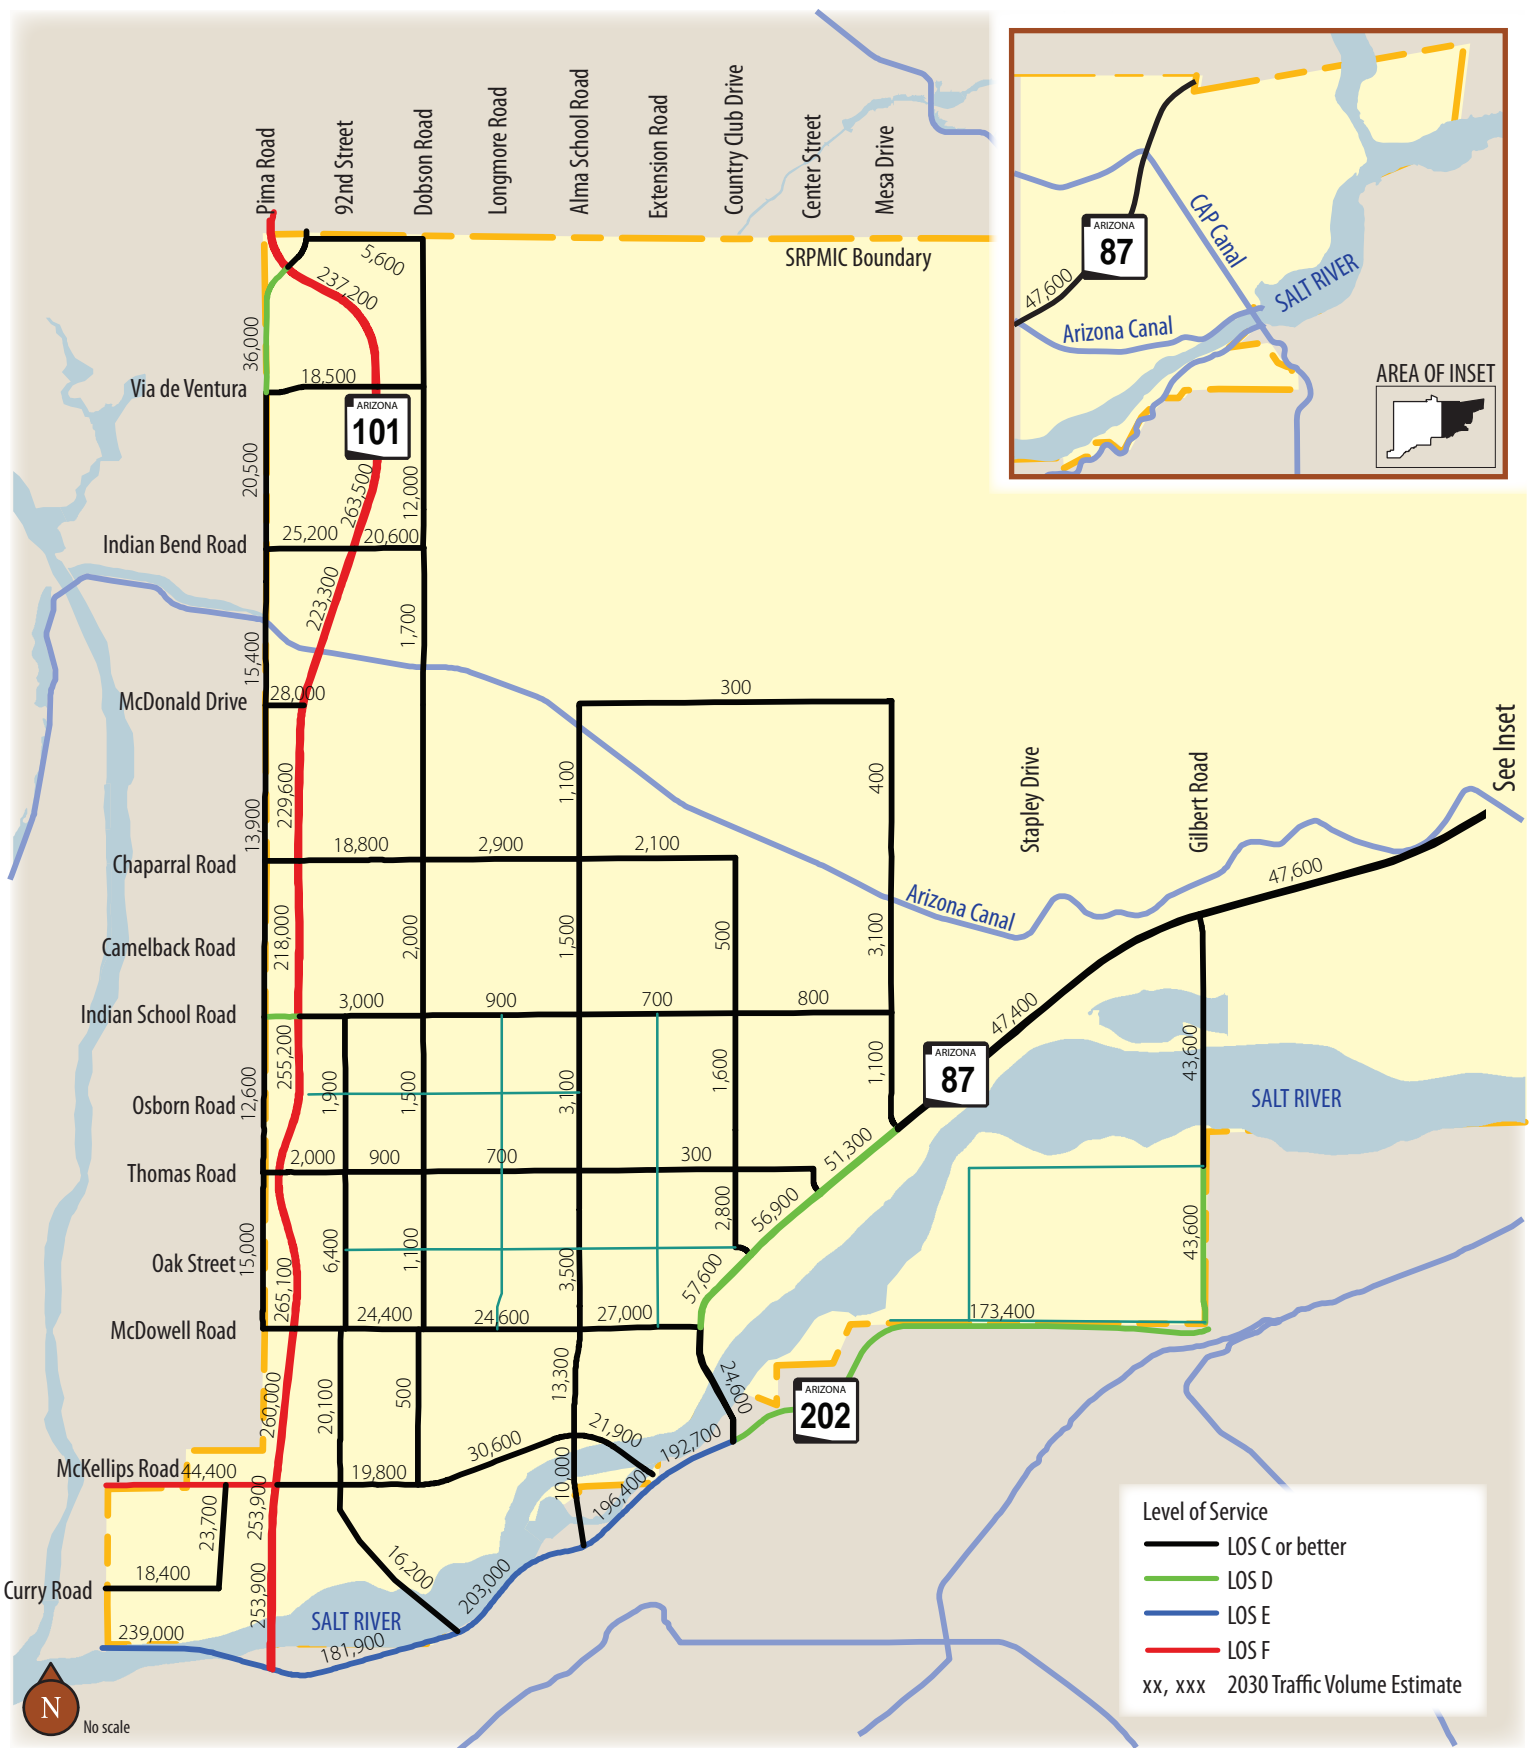 Pima Road
92nd Street
Dobson Road
Longmore Road
Alma School Road
Extension Road
Country Club Drive
Center Street
Mesa Drive
SRPMIC Boundary
ARIZONA
87
47,600
CAP Canal
SALT RIVER
Arizona Canal
AREA OF INSET
5,600
237,200
36,000
Via de Ventura
18,500
ARIZONA
101
20,500
263,500
12,000
Indian Bend Road
25,200
20,600
223,300
1,700
15,400
McDonald Drive
28,000
300
229,600
1,100
400
13,900
Stapley Drive
Gilbert Road
See Inset
Chaparral Road
18,800
2,900
2,100
47,600
Arizona Canal
Camelback Road
218,000
2,000
1,500
500
3,100
Indian School Road
3,000
900
700
800
47,400
255,200
1,600
1,100
43,600
ARIZONA
87
SALT RIVER
Osborn Road
12,600
1,900
1,500
3,100
51,300
Thomas Road
2,000
900
700
300
56,900
2,800
43,600
Oak Street
15,000
6,400
1,100
3,500
57,600
265,100
McDowell Road
24,400
24,600
27,000
173,400
260,000
20,100
500
13,300
24,600
ARIZONA
202
21,900
30,600
192,700
McKellips Road
44,400
19,800
10,000
196,400
23,700
253,900
18,400
Curry Road
16,200
203,000
253,900
SALT RIVER
239,000
181,900
N
No scale
Level of Service
LOS C or better
LOS D
LOS E
LOS F
xx, xxx 2030 Traffic Volume Estimate